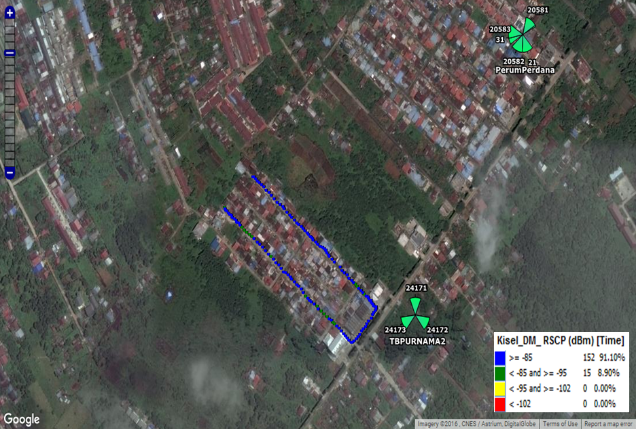 20581
20583
31
20582 21
PerumPerdana
24171
24173 24172
TBPURNAMA2
Kisel_DM_ RSCP (dBm) [Time]
>= -85 152 91.10%
< -85 and >= -95 15 8.90%
< -95 and >= -102 0 0.00%
< -102 0 0.00%
Google
Imagery ©2016 , CNES / Astrium, DigitalGlobe Terms of Use Report a map error